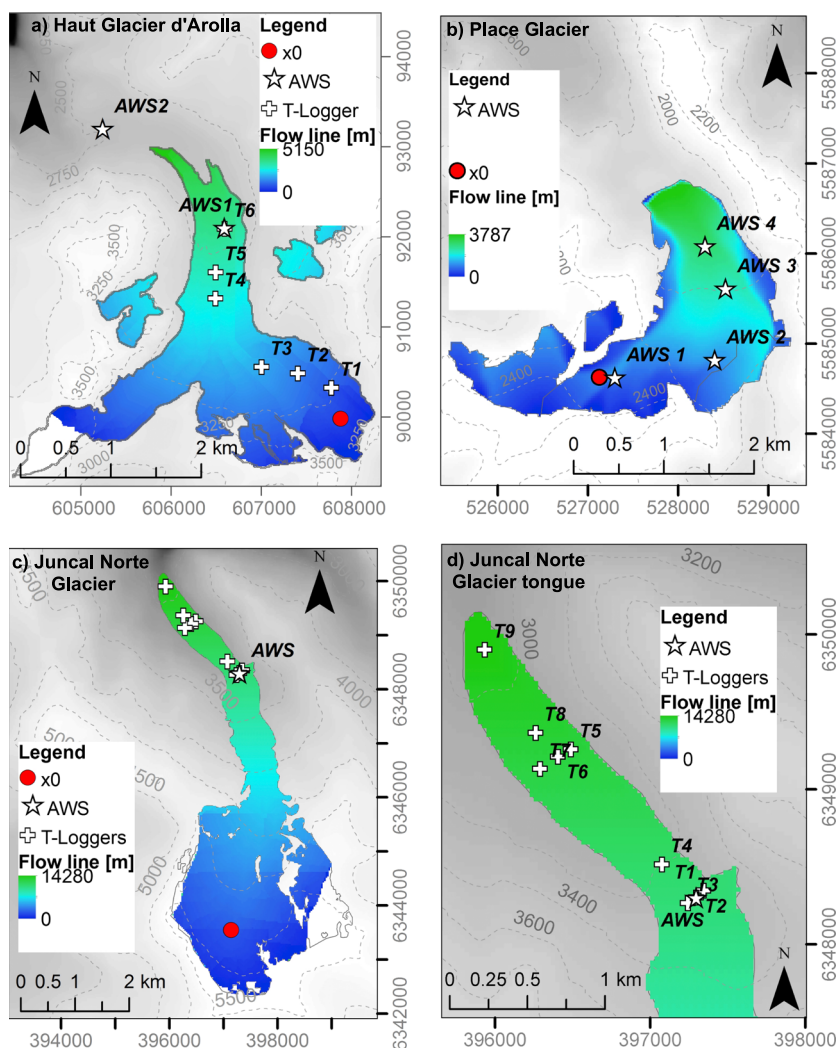 a) Haut Glacier d'Arolla
N
2500
AWS2
2750
Legend
x0
AWS
T-Logger
Flow line [m]
5150
0
AWS1
T6
T5
T4
T3
T2
T1
3500
3250
3500
3250
3250
3500
3000
0 0.5 1 2 km
94000
93000
92000
91000
90000
605000 606000 607000 608000
b) Place Glacier
N
Legend
AWS
x0
Flow line [m]
3787
0
2000
2200
AWS 4
AWS 3
AWS 2
AWS 1
2400
2400
0 0.5 1 2 km
5588000
5587000
5586000
5585000
5584000
526000 527000 528000 529000
c) Juncal Norte
Glacier
N
AWS
3500
4000
5000
5000
5500
Legend
x0
AWS
T-Loggers
Flow line [m]
14280
0
0 0.5 1 2 km
6350000
6348000
6346000
6344000
6342000
394000 396000 398000
d) Juncal Norte
Glacier tongue
3200
Legend
AWS
T-Loggers
Flow line [m]
14280
0
T9
3000
T8
T5
T7
T6
T4
T1
T3
T2
AWS
3400
3600
N
0 0.25 0.5 1 km
6350000
6349000
6348000
396000 397000 398000